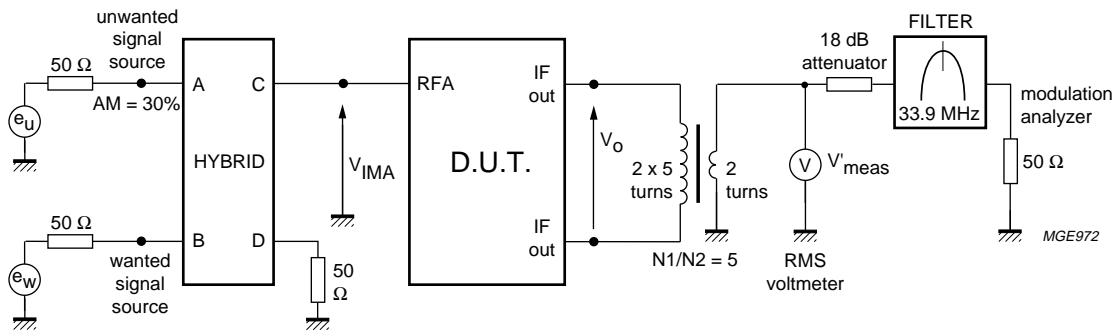 unwanted
signal
source
50 Ω
AM = 30%
e_u
A
C
HYBRID
B
D
50 Ω
e_w
wanted
signal
source
50
Ω
V_IMA
RFA
IF
out
D.U.T.
IF
out
V_o
2 x 5
turns
2
turns
N1/N2 = 5
18 dB
attenuator
V
V'_meas
RMS
voltmeter
FILTER
33.9 MHz
modulation
analyzer
50 Ω
MGE972